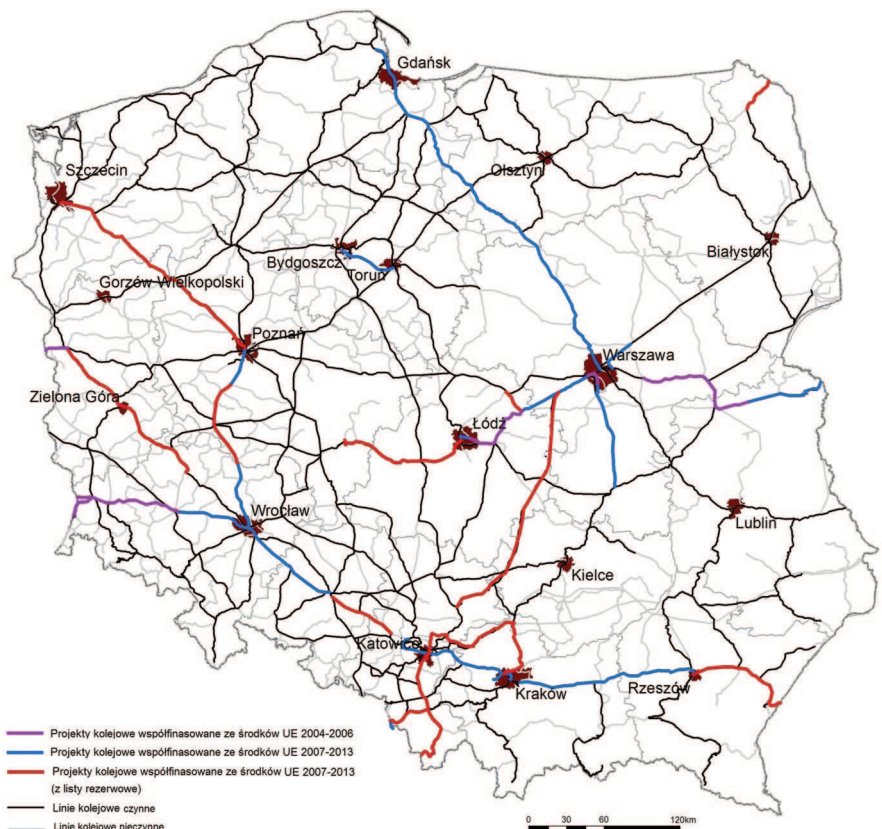 Gdańsk
Szczecin
Olsztyn
Białystok
Bydgoszcz
Toruń
Gorzów Wielkopolski
Poznań
Warszawa
Zielona Góra
Łódź
Wrocław
Lublin
Kielce
Katowice
Kraków
Rzeszów
Projekty kolejowe współfinasowane ze środków UE 2004-2006
Projekty kolejowe współfinasowane ze środków UE 2007-2013
Projekty kolejowe współfinasowane ze środków UE 2007-2013
(z listy rezerwowe)
Linie kolejowe czynne
Linie kolejowe nieczynne
0 30 60 120km